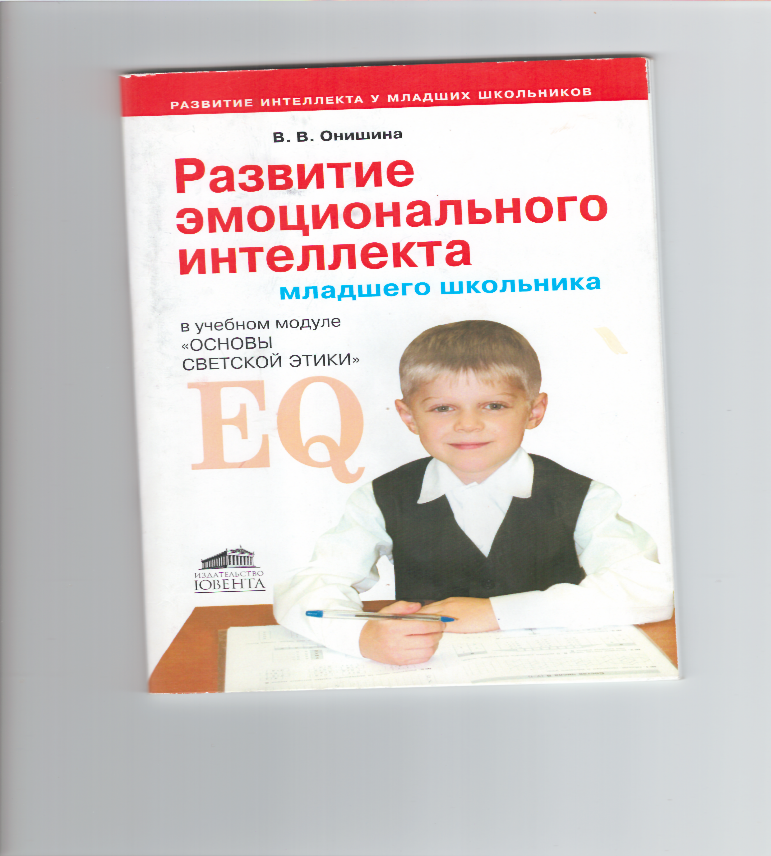 РАЗВИТИЕ ИНТЕЛЛЕКТА У МЛАДШИХ ШКОЛЬНИКОВ
В. В. Онишина
Развитие
эмоционального
интеллекта
младшего школьника
в учебном модуле
«ОСНОВЫ
СВЕТСКОЙ ЭТИКИ»
EQ
ИЗДАТЕЛЬСТВО
ЮВЕНТА